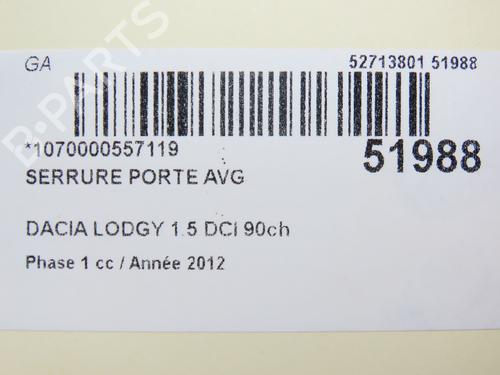 GA
52713801 51988
*1070000557119
51988
SERRURE PORTE AVG
DACIA LODGY 1.5 DCI 90ch
Phase 1 cc / Année 2012
B-PARTS